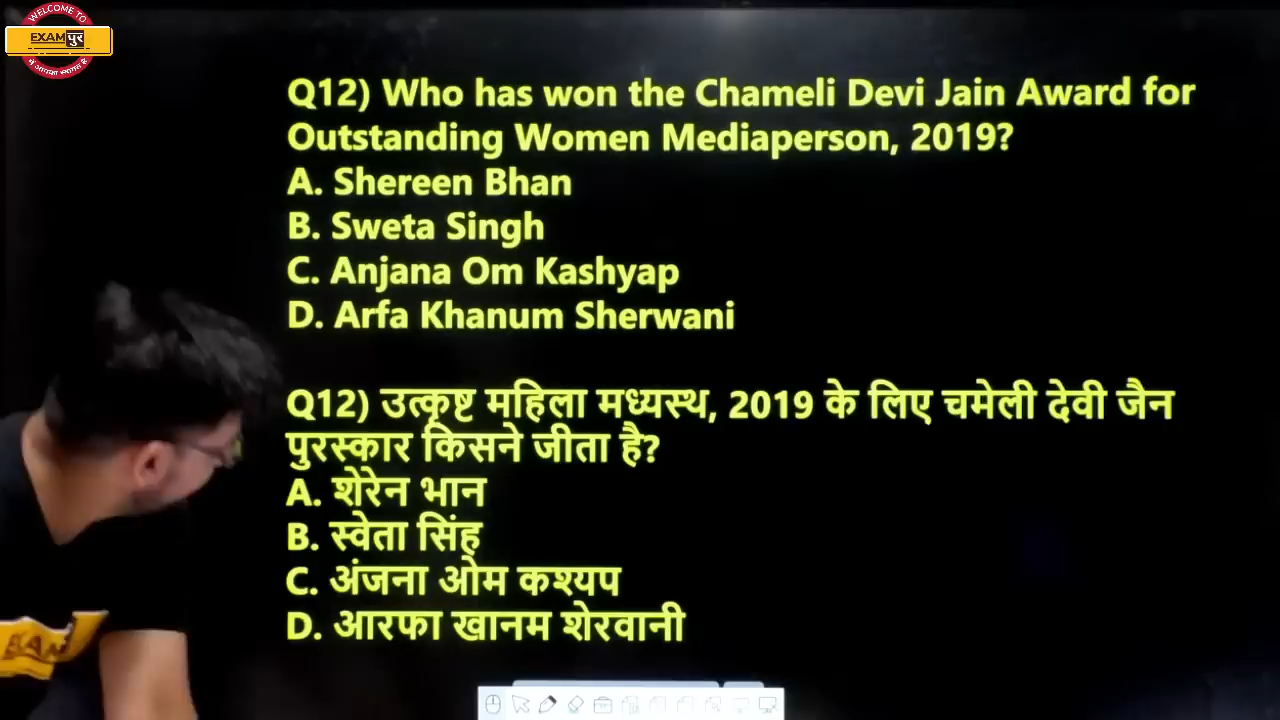 WELCOME TO
EXAMपुर
में आपका स्वागत है
Q12) Who has won the Chameli Devi Jain Award for
Outstanding Women Mediaperson, 2019?
A. Shereen Bhan
B. Sweta Singh
C. Anjana Om Kashyap
D. Arfa Khanum Sherwani
Q12) उत्कृष्ट महिला मध्यस्थ, 2019 के लिए चमेली देवी जैन
पुरस्कार किसने जीता है?
A. शेरेन भान
B. स्वेता सिंह
C. अंजना ओम कश्यप
D. आरफा खानम शेरवानी